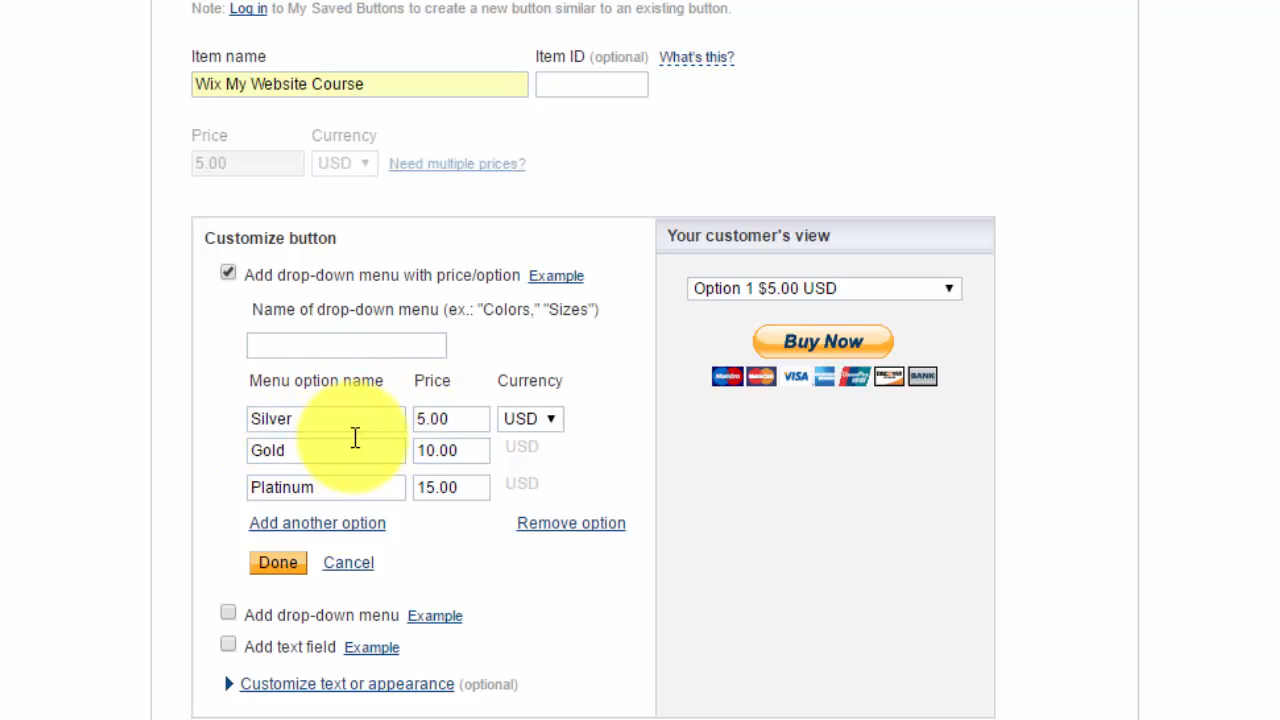 Note: Log in to My Saved Buttons to create a new button similar to an existing button.
Item name Item ID (optional) What's this?
Wix My Website Course
Price Currency
5.00 USD ▼ Need multiple prices?
Customize button
Add drop-down menu with price/option Example
Name of drop-down menu (ex.: "Colors," "Sizes")
Menu option name Price Currency
Silver 5.00 USD ▼
Gold 10.00 USD
Platinum 15.00 USD
Add another option Remove option
Done Cancel
Add drop-down menu Example
Add text field Example
Customize text or appearance (optional)
Your customer's view
Option 1 $5.00 USD ▼
Buy Now
VISA BANK